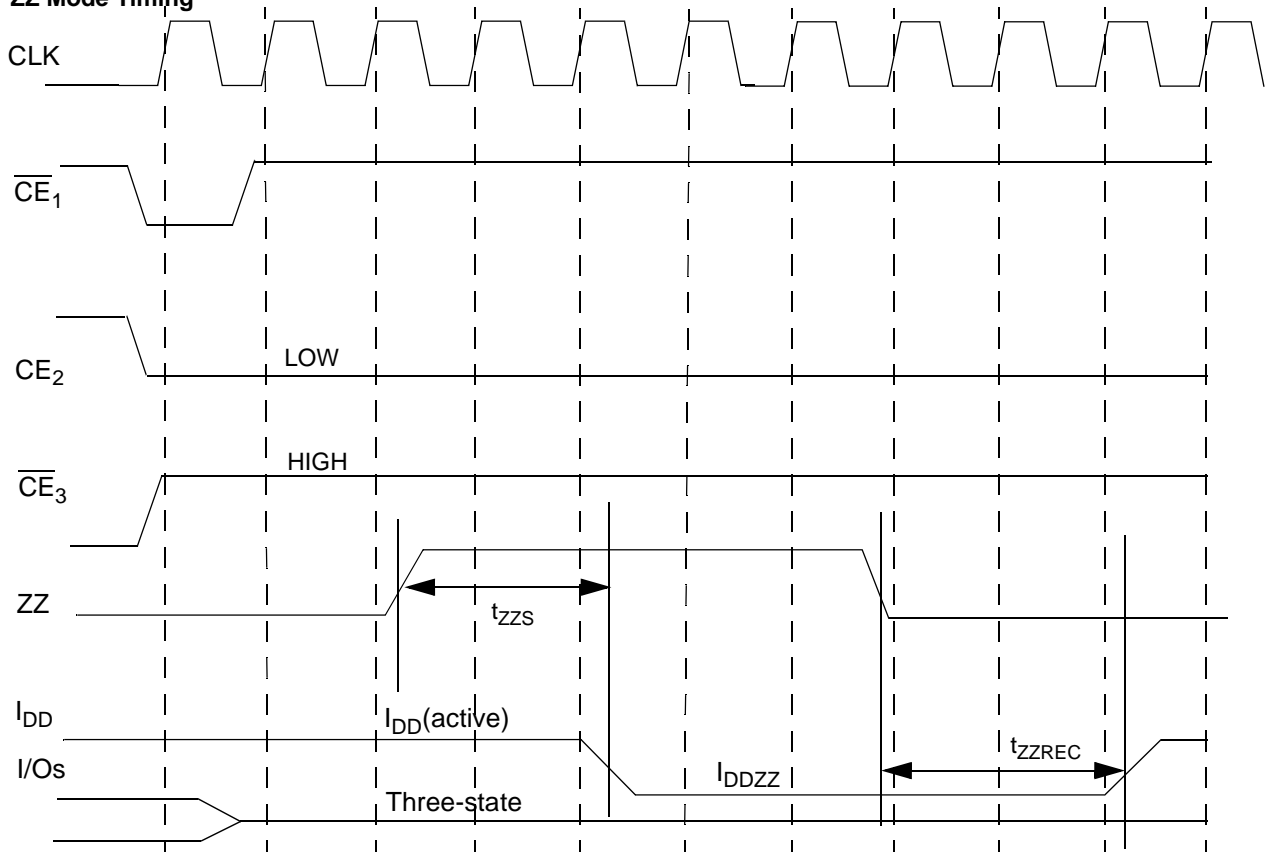 ZZ Mode Timing
CLK
CE1
CE2
LOW
CE3
HIGH
ZZ
tZZS
IDD
IDD(active)
tZZREC
I/Os
IDDZZ
Three-state